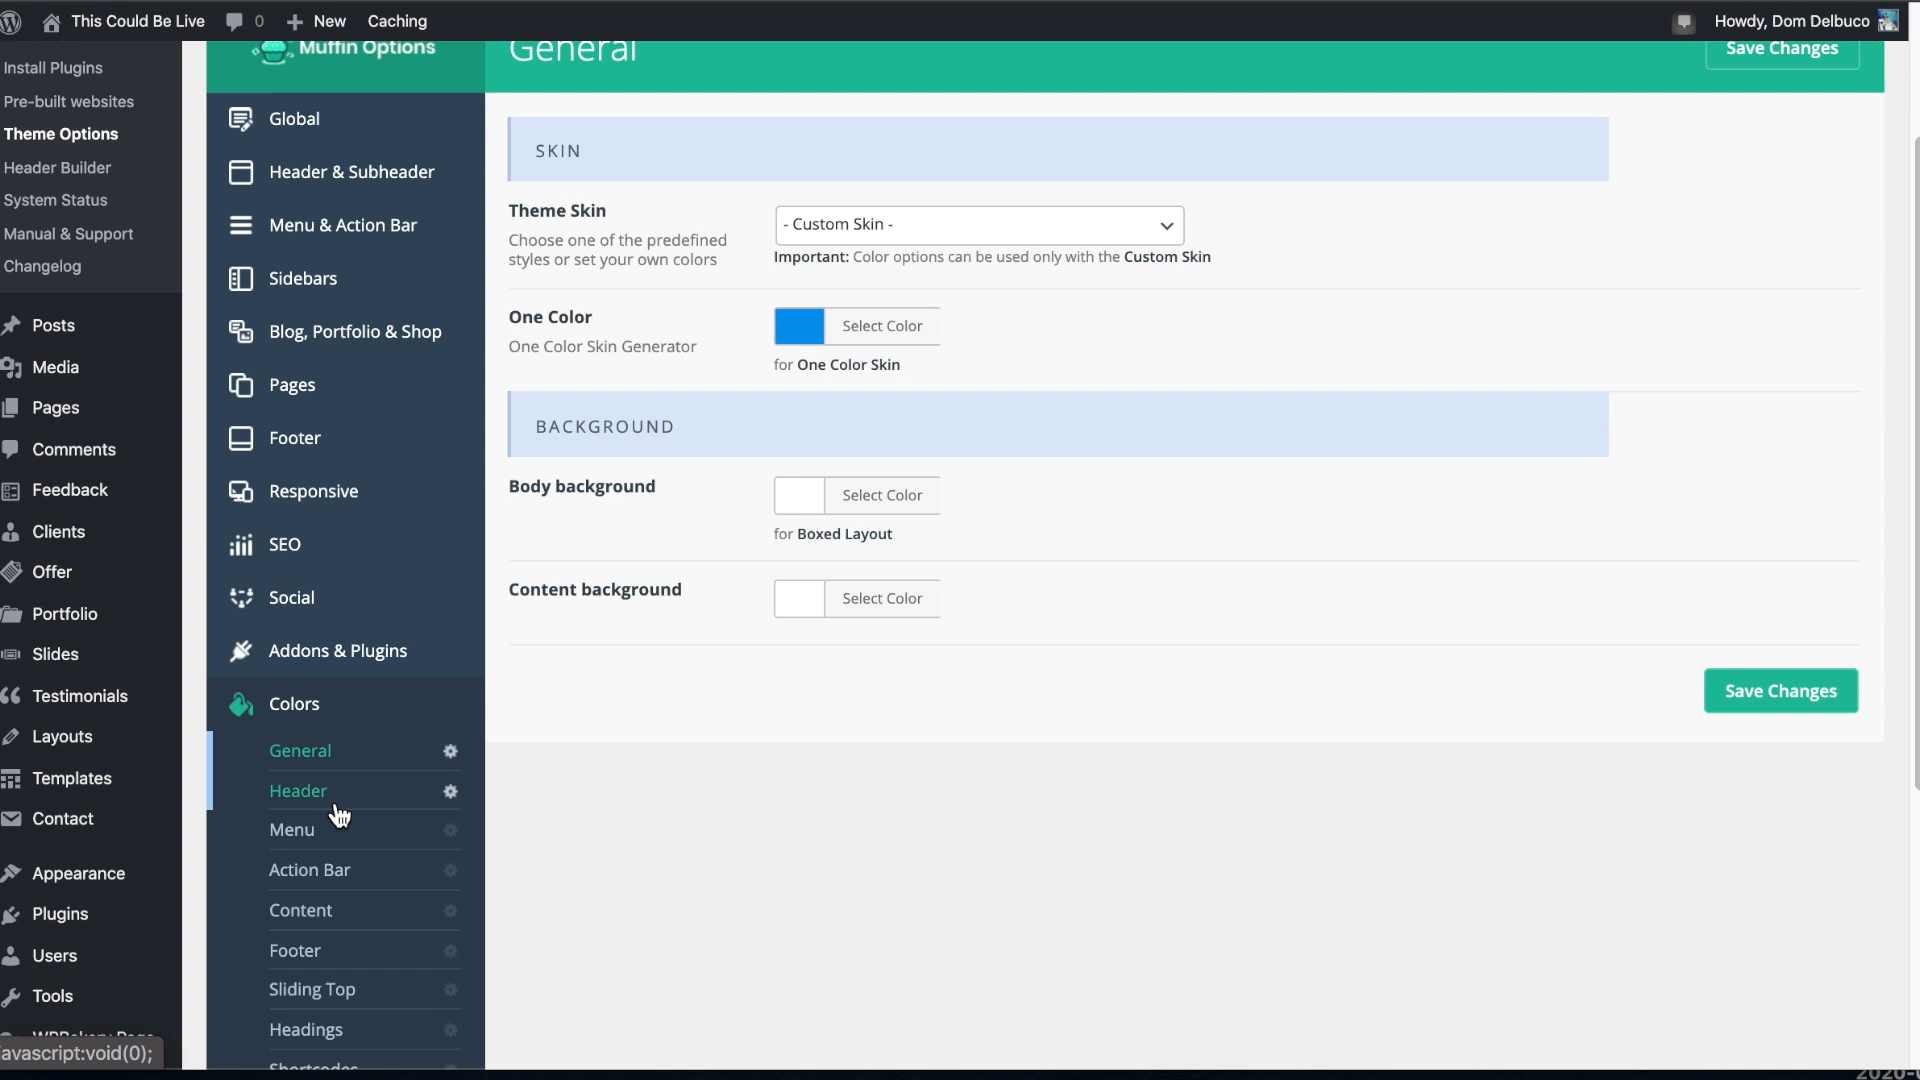 This Could Be Live
0
New
Caching
Howdy, Dom Delbuco
Install Plugins
Pre-built websites
Theme Options
Header Builder
System Status
Manual & Support
Changelog
Posts
Media
Pages
Comments
Feedback
Clients
Offer
Portfolio
Slides
Testimonials
Layouts
Templates
Contact
Appearance
Plugins
Users
Tools
avascript:void(0);
Muffin Options
Global
Header & Subheader
Menu & Action Bar
Sidebars
Blog, Portfolio & Shop
Pages
Footer
Responsive
SEO
Social
Addons & Plugins
Colors
General
Header
Menu
Action Bar
Content
Footer
Sliding Top
Headings
Shortcodes
General
Save Changes
SKIN
Theme Skin
Choose one of the predefined
styles or set your own colors
- Custom Skin -
Important: Color options can be used only with the Custom Skin
One Color
One Color Skin Generator
Select Color
for One Color Skin
BACKGROUND
Body background
Select Color
for Boxed Layout
Content background
Select Color
Save Changes